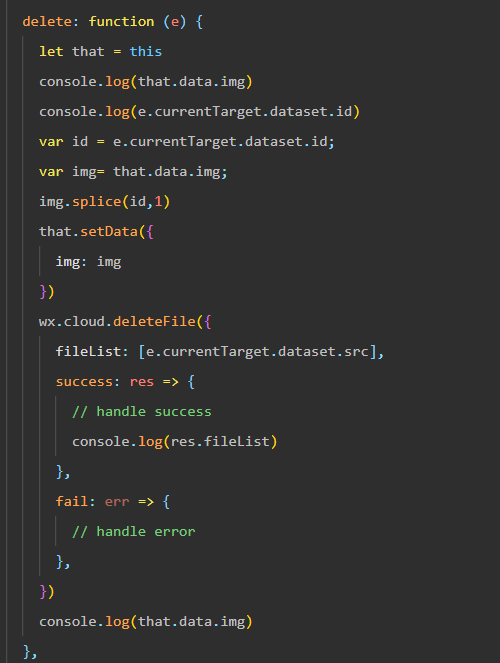 delete: function (e) {
let that = this
console.log(that.data.img)
console.log(e.currentTarget.dataset.id)
var id = e.currentTarget.dataset.id;
var img= that.data.img;
img.splice(id,1)
that.setData({
img: img
})
wx.cloud.deleteFile({
fileList: [e.currentTarget.dataset.src],
success: res => {
// handle success
console.log(res.fileList)
},
fail: err => {
// handle error
},
})
console.log(that.data.img)
},